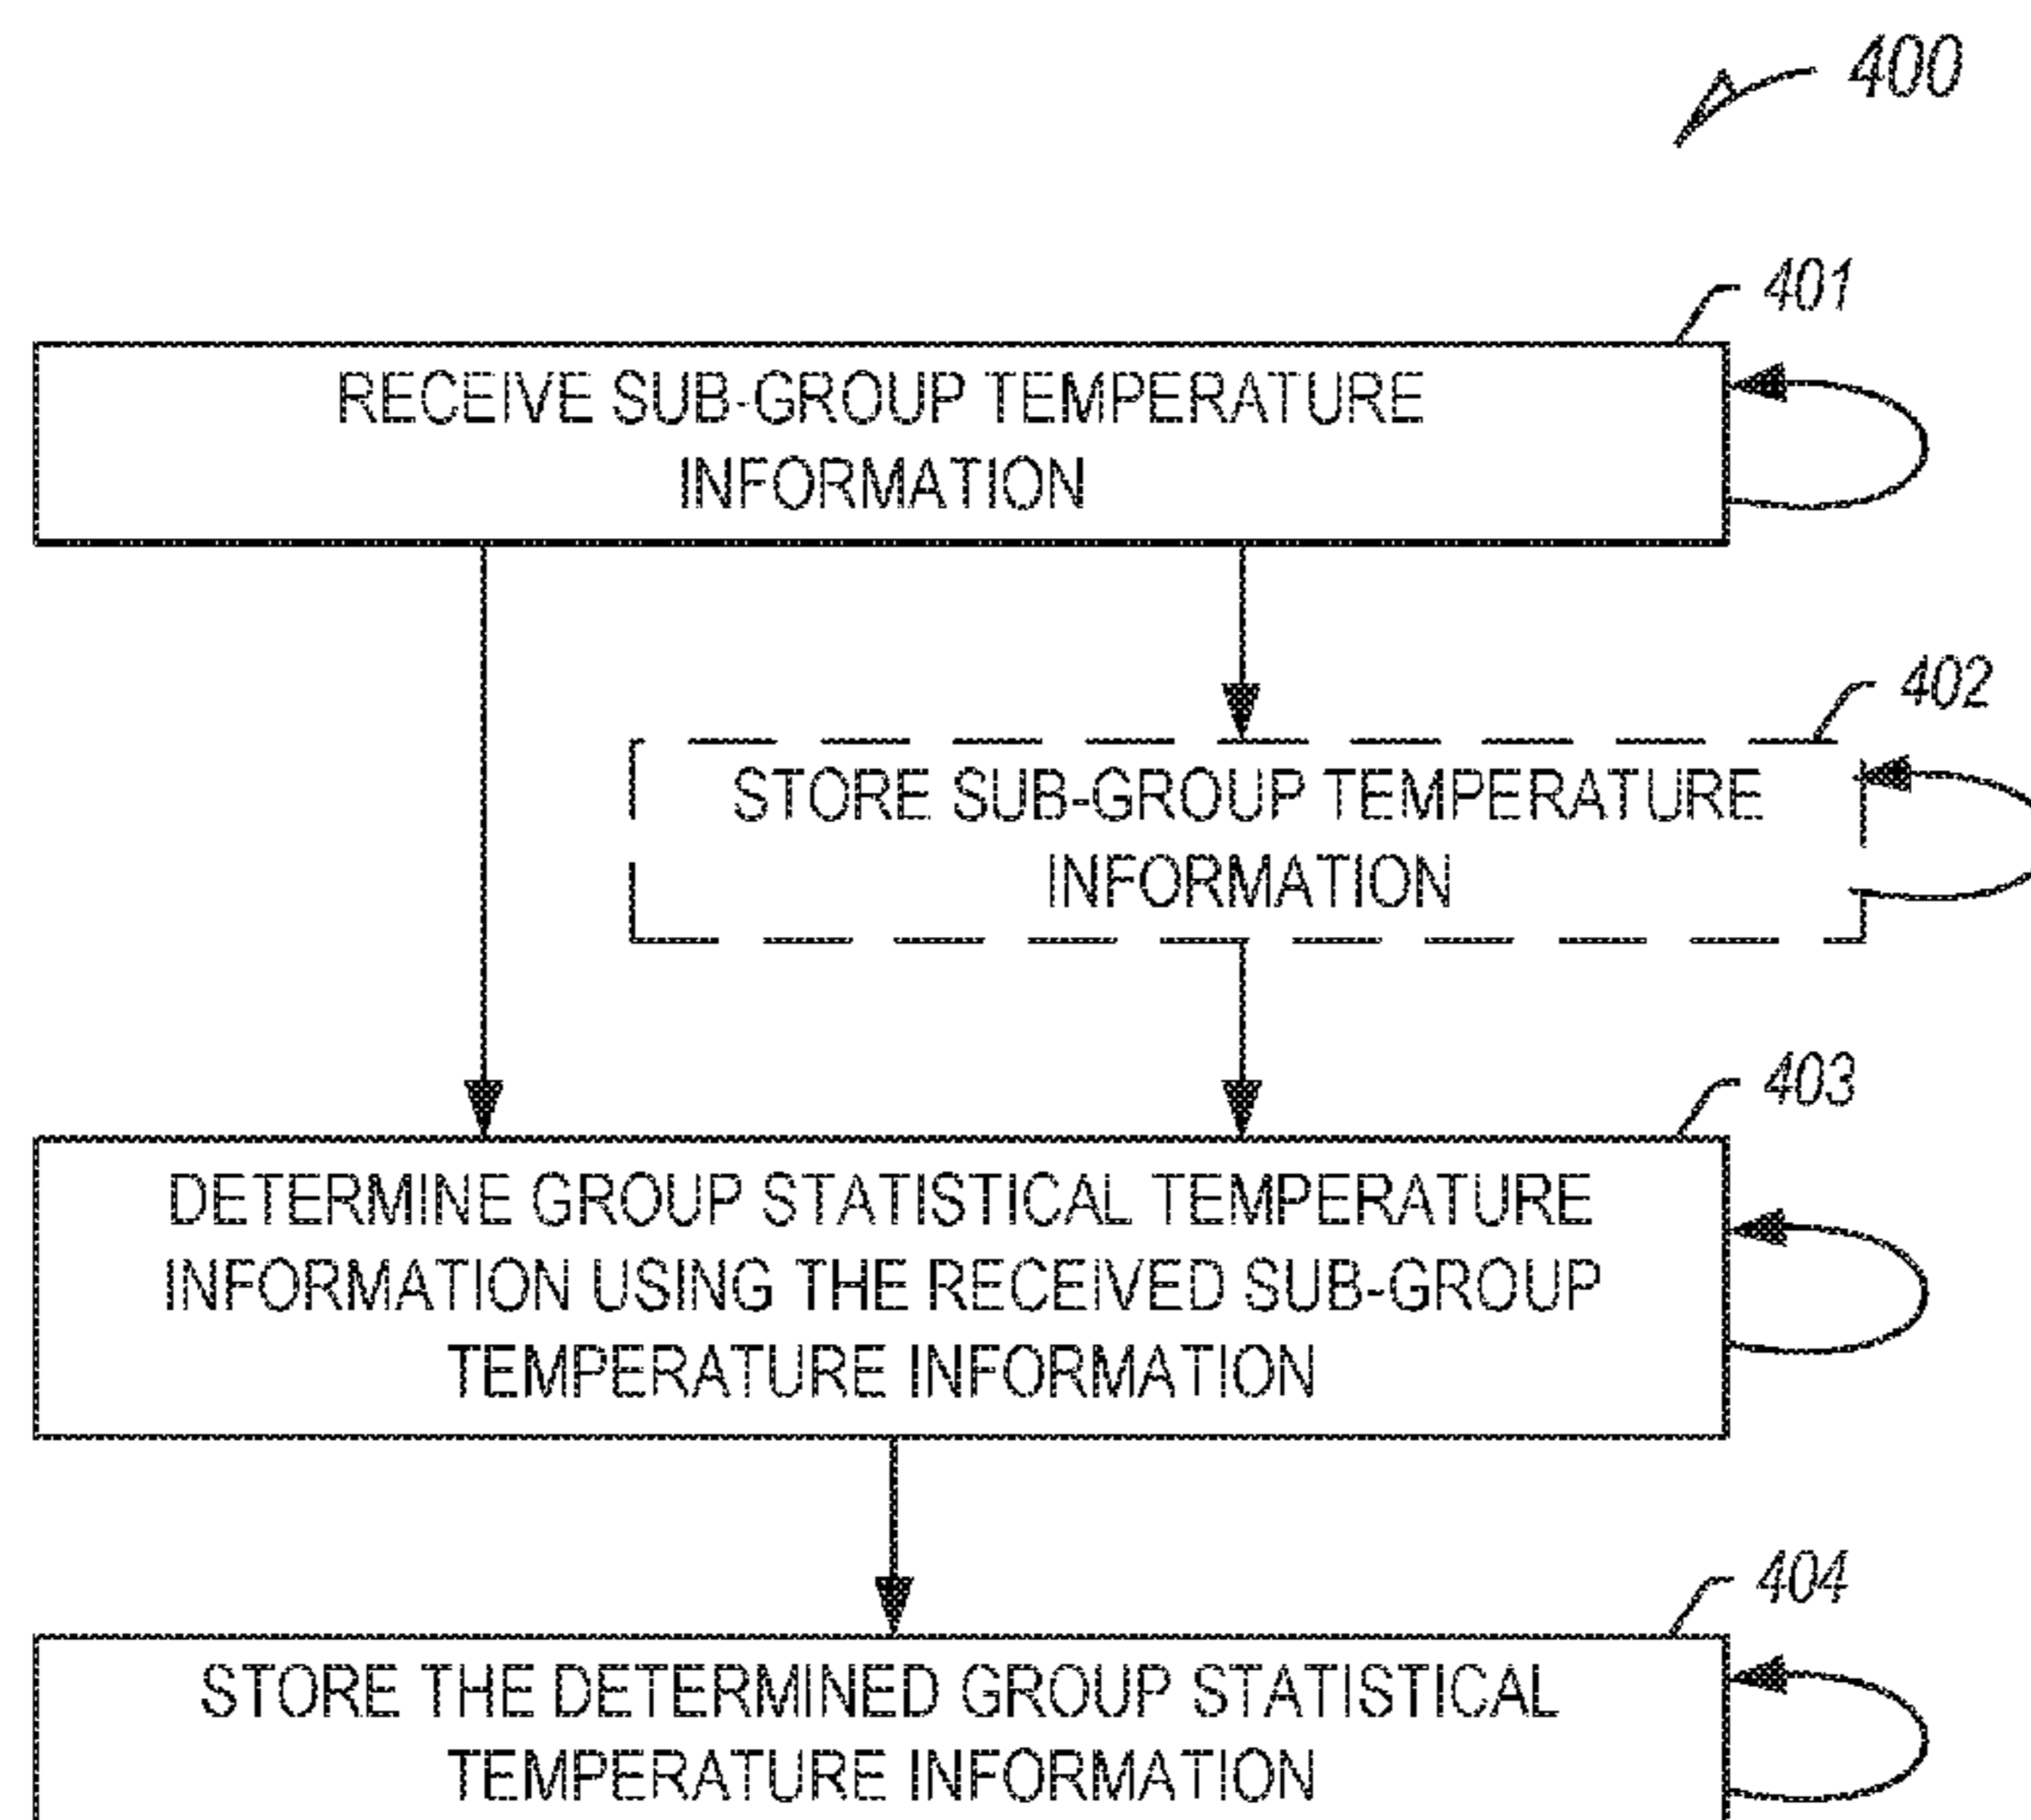 400
401
RECEIVE SUB-GROUP TEMPERATURE
INFORMATION
402
STORE SUB-GROUP TEMPERATURE
INFORMATION
403
DETERMINE GROUP STATISTICAL TEMPERATURE
INFORMATION USING THE RECEIVED SUB-GROUP
TEMPERATURE INFORMATION
404
STORE THE DETERMINED GROUP STATISTICAL
TEMPERATURE INFORMATION